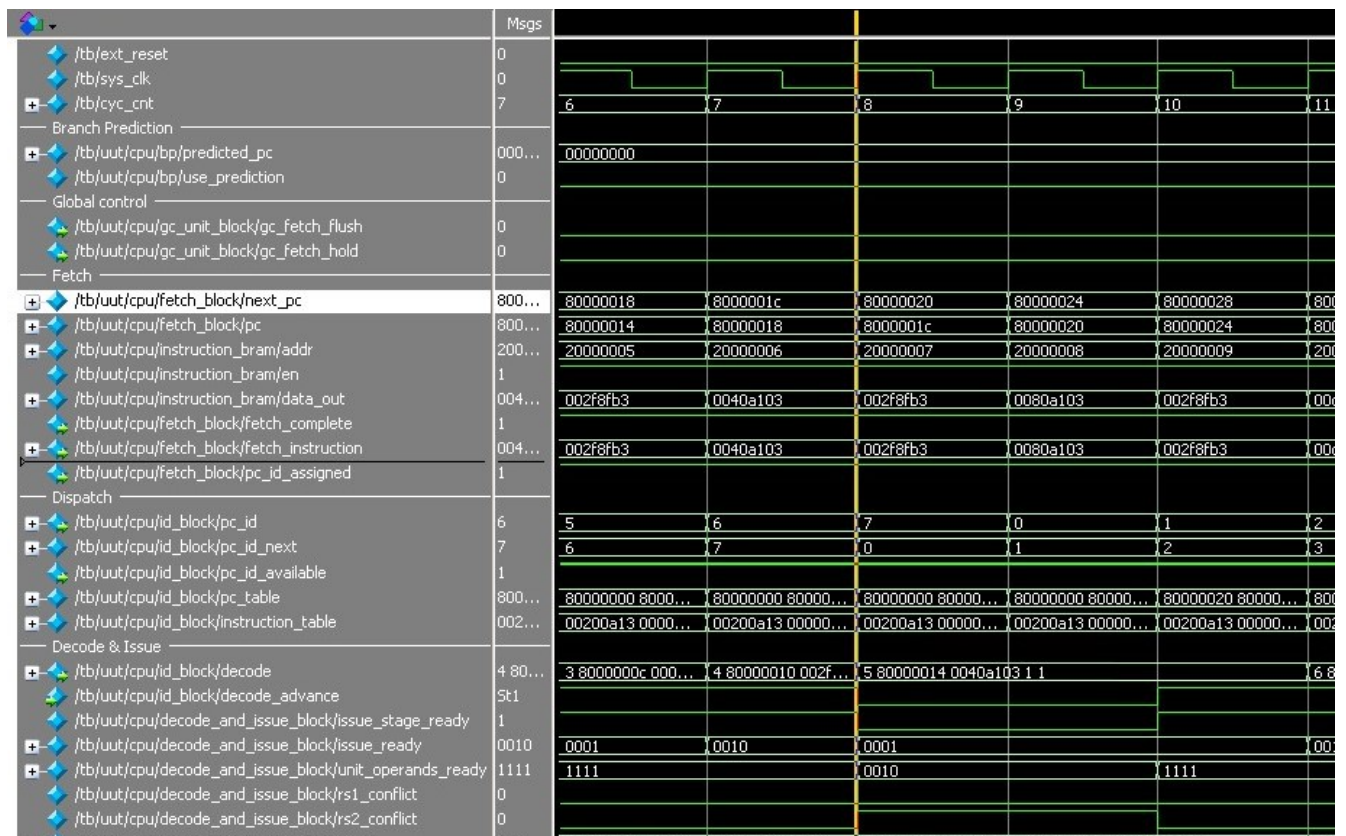 Msgs
/tb/ext_reset 0
/tb/sys_clk 0
/tb/cyc_cnt 7 6 7 8 9 10 11
Branch Prediction
/tb/uut/cpu/bp/predicted_pc 000... 00000000
/tb/uut/cpu/bp/use_prediction 0
Global control
/tb/uut/cpu/gc_unit_block/gc_fetch_flush 0
/tb/uut/cpu/gc_unit_block/gc_fetch_hold 0
Fetch
/tb/uut/cpu/fetch_block/next_pc 800... 80000018 8000001c 80000020 80000024 80000028 800
/tb/uut/cpu/fetch_block/pc 800... 80000014 80000018 8000001c 80000020 80000024 800
/tb/uut/cpu/instruction_bram/addr 200... 20000005 20000006 20000007 20000008 20000009 200
/tb/uut/cpu/instruction_bram/en 1
/tb/uut/cpu/instruction_bram/data_out 004... 002f8fb3 0040a103 002f8fb3 0080a103 002f8fb3 00
/tb/uut/cpu/fetch_block/fetch_complete 1
/tb/uut/cpu/fetch_block/fetch_instruction 004... 002f8fb3 0040a103 002f8fb3 0080a103 002f8fb3 00
/tb/uut/cpu/fetch_block/pc_id_assigned 1
Dispatch
/tb/uut/cpu/id_block/pc_id 6 5 6 7 0 1 2
/tb/uut/cpu/id_block/pc_id_next 7 6 7 0 1 2 3
/tb/uut/cpu/id_block/pc_id_available 1
/tb/uut/cpu/id_block/pc_table 800... 80000000 8000... 80000000 80000... 80000000 80000... 80000000 80000... 80000020 80000... 800
/tb/uut/cpu/id_block/instruction_table 002... 00200a13 0000... 00200a13 00000... 00200a13 00000... 00200a13 00000... 00200a13 00000... 002
Decode & Issue
/tb/uut/cpu/id_block/decode 4 80... 3 8000000c 000... 4 80000010 002f... 5 80000014 0040a103 1 1 6 8
/tb/uut/cpu/id_block/decode_advance St1
/tb/uut/cpu/decode_and_issue_block/issue_stage_ready 1
/tb/uut/cpu/decode_and_issue_block/issue_ready 0010 0001 0010 0001 00
/tb/uut/cpu/decode_and_issue_block/unit_operands_ready 1111 1111 0010 1111
/tb/uut/cpu/decode_and_issue_block/rs1_conflict 0
/tb/uut/cpu/decode_and_issue_block/rs2_conflict 0